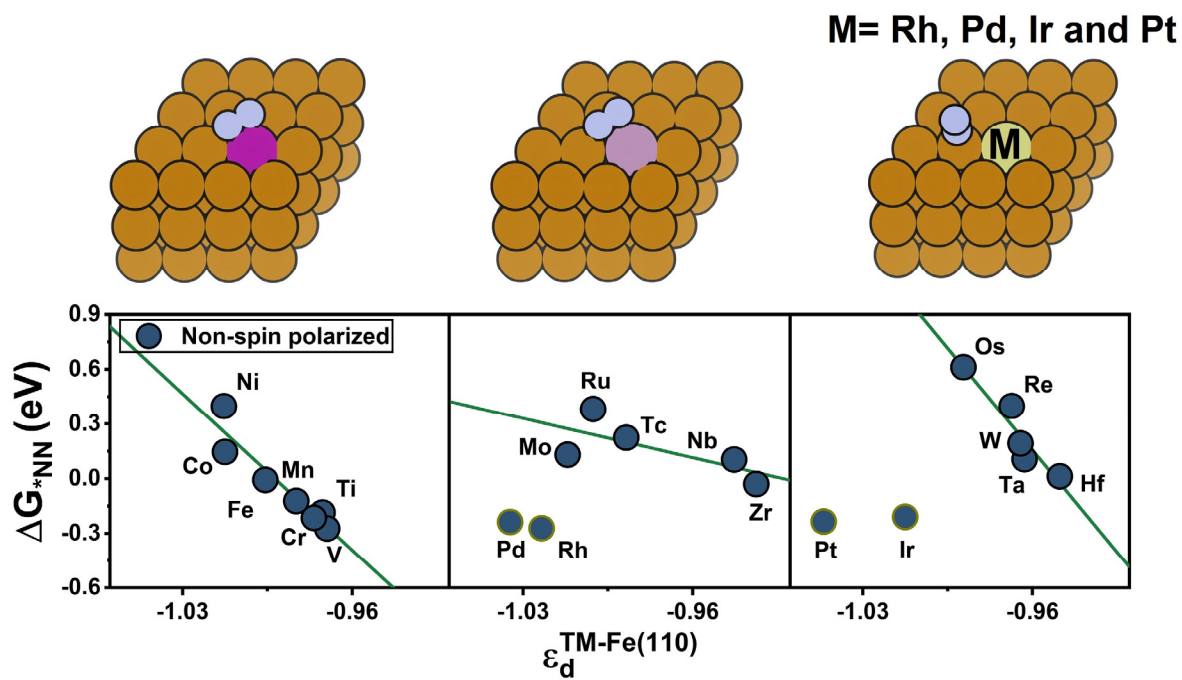 M= Rh, Pd, Ir and Pt
M
Non-spin polarized
ΔG*NN (eV)
0.9
0.6
0.3
0.0
-0.3
-0.6
Ni
Co
Fe
Mn
Cr
Ti
V
Ru
Mo
Tc
Nb
Zr
Pd
Rh
Os
Re
W
Ta
Hf
Pt
Ir
-1.03
-0.96
-1.03
-0.96
-1.03
-0.96
εd TM-Fe(110)